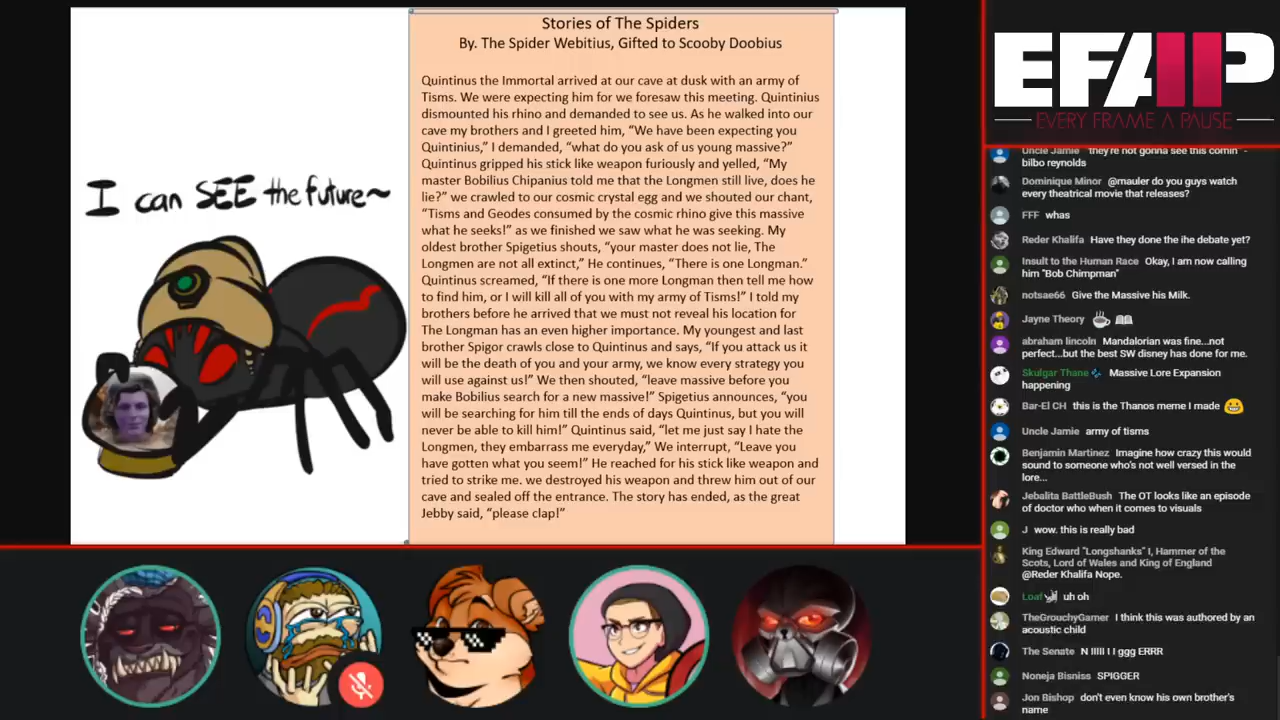 Stories of The Spiders
By. The Spider Webitius, Gifted to Scooby Doobius
Quintinus the Immortal arrived at our cave at dusk with an army of
Tisms. We were expecting him for we foresaw this meeting. Quintinius
dismounted his rhino and demanded to see us. As he walked into our
cave my brothers and I greeted him, “We have been expecting you
Quintinius,” I demanded, “what do you ask of us young massive?”
Quintinus gripped his stick like weapon furiously and yelled, “My
master Bobilius Chipanius told me that the Longmen still live, does he
lie?” we crawled to our cosmic crystal egg and we shouted our chant,
“Tisms and Geodes consumed by the cosmic rhino give this massive
what he seeks!” as we finished we saw what he was seeking. My
oldest brother Spigetius shouts, “your master does not lie, The
Longmen are not all extinct,” He continues, “There is one Longman.”
Quintinus screamed, “If there is one more Longman then tell me how
to find him, or I will kill all of you with my army of Tisms!” I told my
brothers before he arrived that we must not reveal his location for
The Longman has an even higher importance. My youngest and last
brother Spigor crawls close to Quintinus and says, “If you attack us it
will be the death of you and your army, we know every strategy you
will use against us!” We then shouted, “leave massive before you
make Bobilius search for a new massive!” Spigetius announces, “you
will be searching for him till the ends of days Quintinus, but you will
never be able to kill him!” Quintinus said, “let me just say I hate the
Longmen, they embarrass me everyday,” We interrupt, “Leave you
have gotten what you seem!” He reached for his stick like weapon and
tried to strike me. we destroyed his weapon and threw him out of our
cave and sealed off the entrance. The story has ended, as the great
Jebby said, “please clap!”
I can SEE the future~
EFAP
EVERY FRAME A PAUSE
Uncle Jamie they're not gonna see this comin' -
bilbo reynolds
Dominique Minor @mauler do you guys watch
every theatrical movie that releases?
FFF whas
Reder Khalifa Have they done the ihe debate yet?
Insult to the Human Race Okay, I am now calling
him "Bob Chimpman"
notsae66 Give the Massive his Milk.
Jayne Theory
abraham lincoln Mandalorian was fine...not
perfect...but the best SW disney has done for me.
Skulgar Thane Massive Lore Expansion
happening
Bar-El CH this is the Thanos meme I made
Uncle Jamie army of tisms
Benjamin Martinez Imagine how crazy this would
sound to someone who's not well versed in the
lore...
Jebalita BattleBush The OT looks like an episode
of doctor who when it comes to visuals
J wow. this is really bad
King Edward "Longshanks" I, Hammer of the
Scots, Lord of Wales and King of England
@Reder Khalifa Nope.
Loaf uh oh
TheGrouchyGamer I think this was authored by an
acoustic child
The Senate N IIIII I I ggg ERRR
Noneja Bisniss SPIGGER
Jon Bishop don't even know his own brother's
name